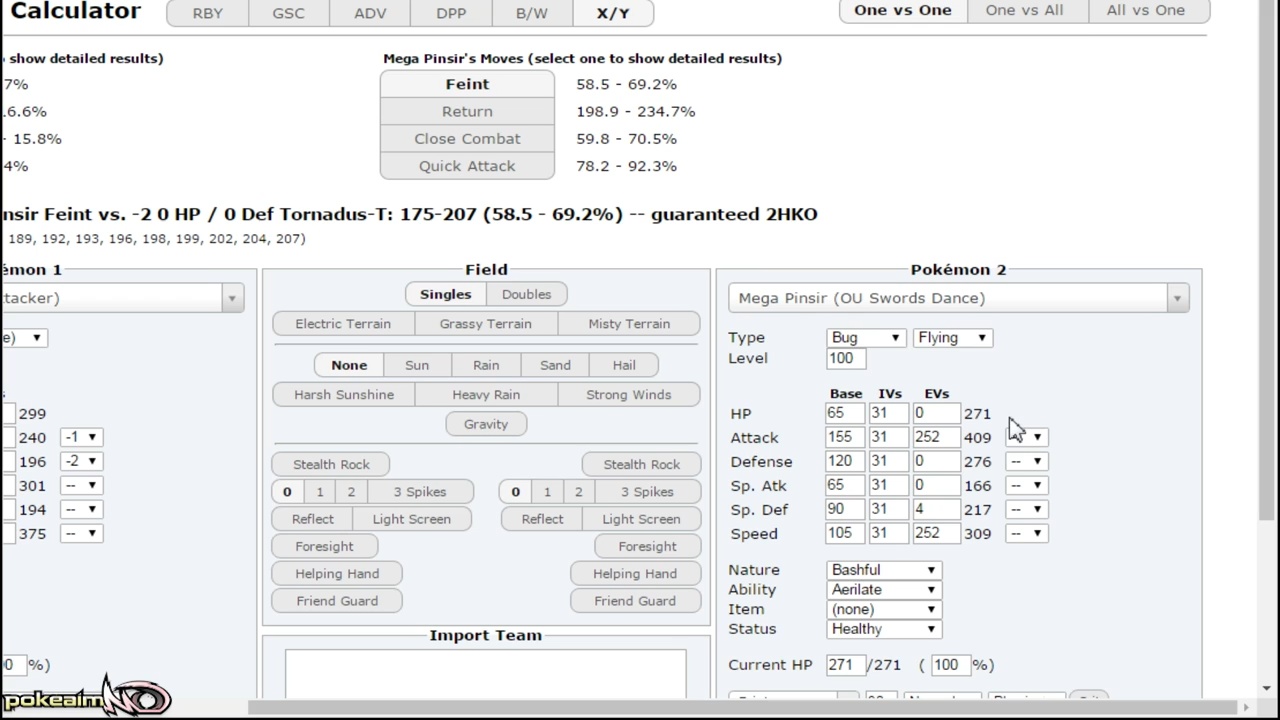 Calculator RBY GSC ADV DPP B/W X/Y One vs One One vs All All vs One
show detailed results) Mega Pinsir's Moves (select one to show detailed results)
7% Feint 58.5 - 69.2%
6.6% Return 198.9 - 234.7%
- 15.8% Close Combat 59.8 - 70.5%
4% Quick Attack 78.2 - 92.3%
nsir Feint vs. -2 0 HP / 0 Def Tornadus-T: 175-207 (58.5 - 69.2%) -- guaranteed 2HKO
189, 192, 193, 196, 198, 199, 202, 204, 207)
émon 1 Field Pokémon 2
ttacker) Singles Doubles Mega Pinsir (OU Swords Dance)
e) Electric Terrain Grassy Terrain Misty Terrain Type Bug Flying
Level 100
None Sun Rain Sand Hail
Harsh Sunshine Heavy Rain Strong Winds Base IVs EVs
299 Gravity HP 65 31 0 271
240 -1 Attack 155 31 252 409
196 -2 Stealth Rock Stealth Rock Defense 120 31 0 276 --
301 -- 0 1 2 3 Spikes 0 1 2 3 Spikes Sp. Atk 65 31 0 166 --
194 -- Reflect Light Screen Reflect Light Screen Sp. Def 90 31 4 217 --
375 -- Foresight Foresight Speed 105 31 252 309 --
Helping Hand Helping Hand Nature Bashful
Friend Guard Friend Guard Ability Aerilate
Item (none)
Import Team Status Healthy
0 %) Current HP 271 /271 ( 100 %)
pokeaimMD